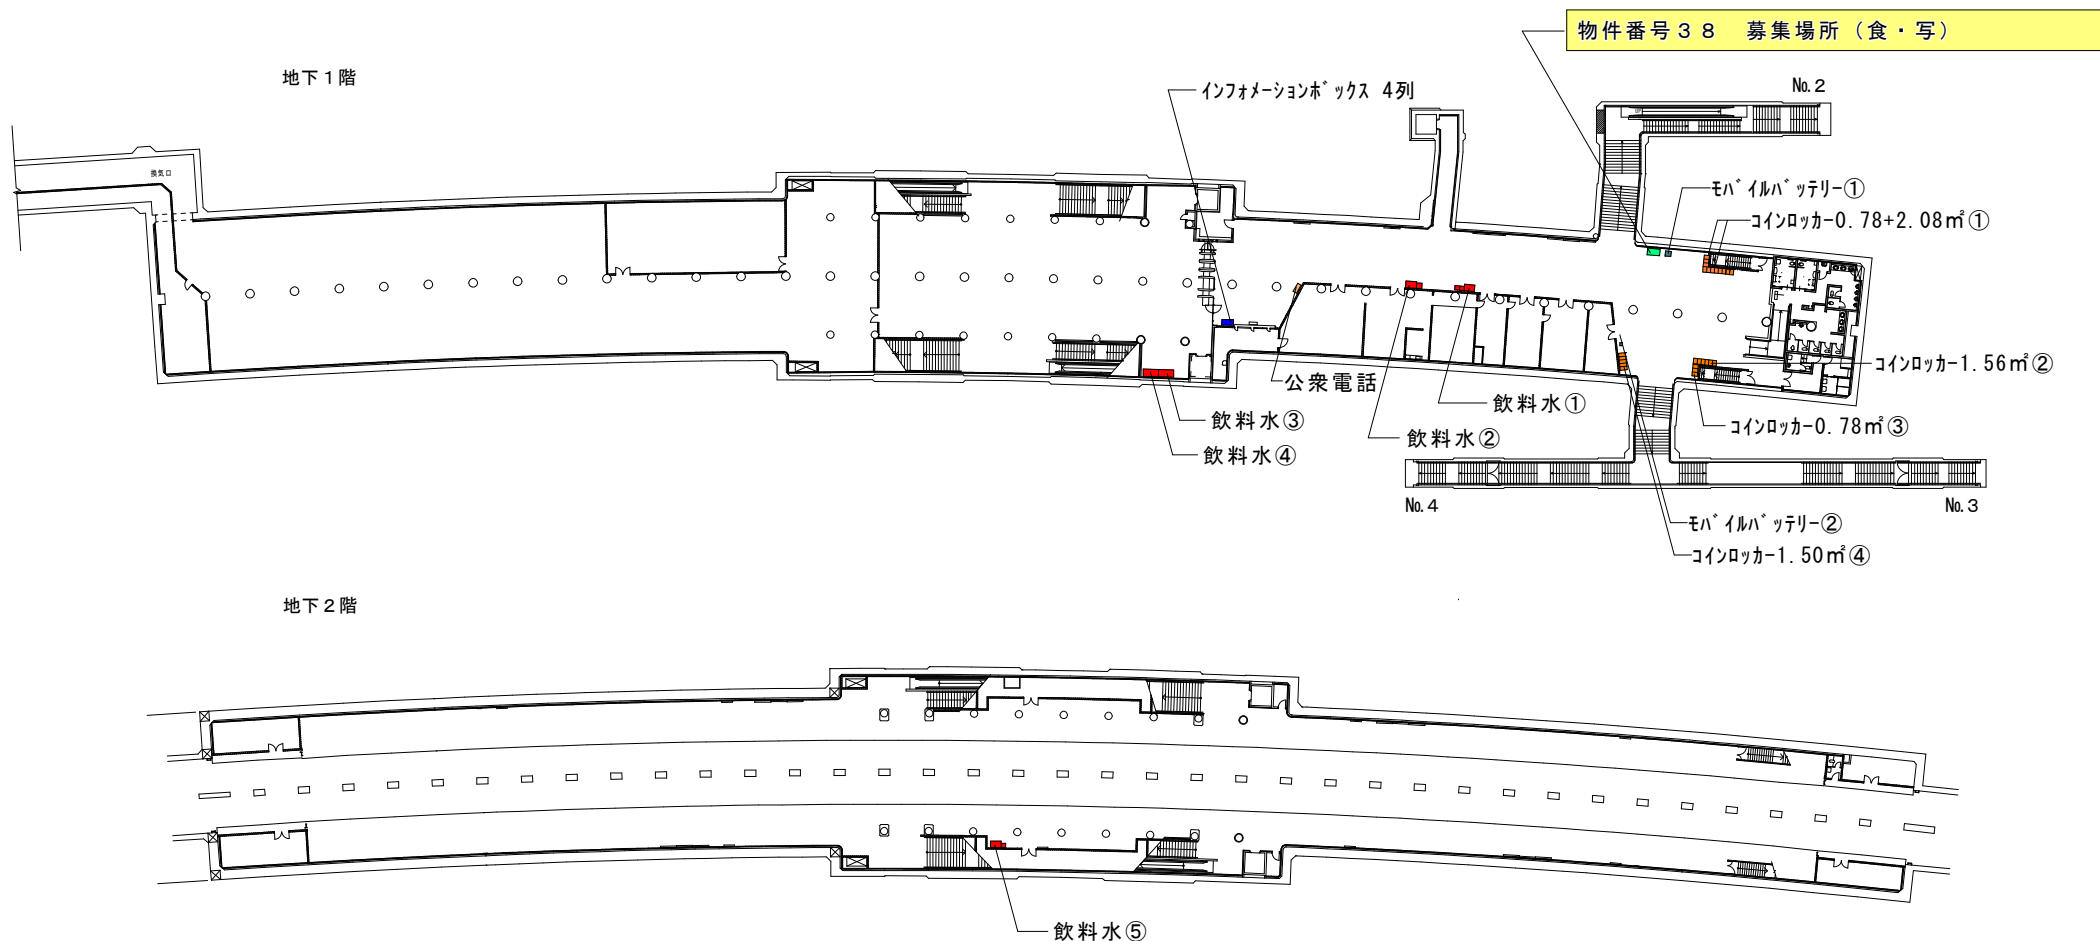 物件番号３８　募集場所（食・写）
地下１階
インフォメーションボックス 4列
№.2
換気口
モバイルバッテリー①
コインロッカー0.78+2.08㎡①
コインロッカー1.56㎡②
公衆電話
飲料水①
飲料水③
コインロッカー0.78㎡③
飲料水②
飲料水④
№.4
№.3
モバイルバッテリー②
コインロッカー1.50㎡④
地下２階
飲料水⑤